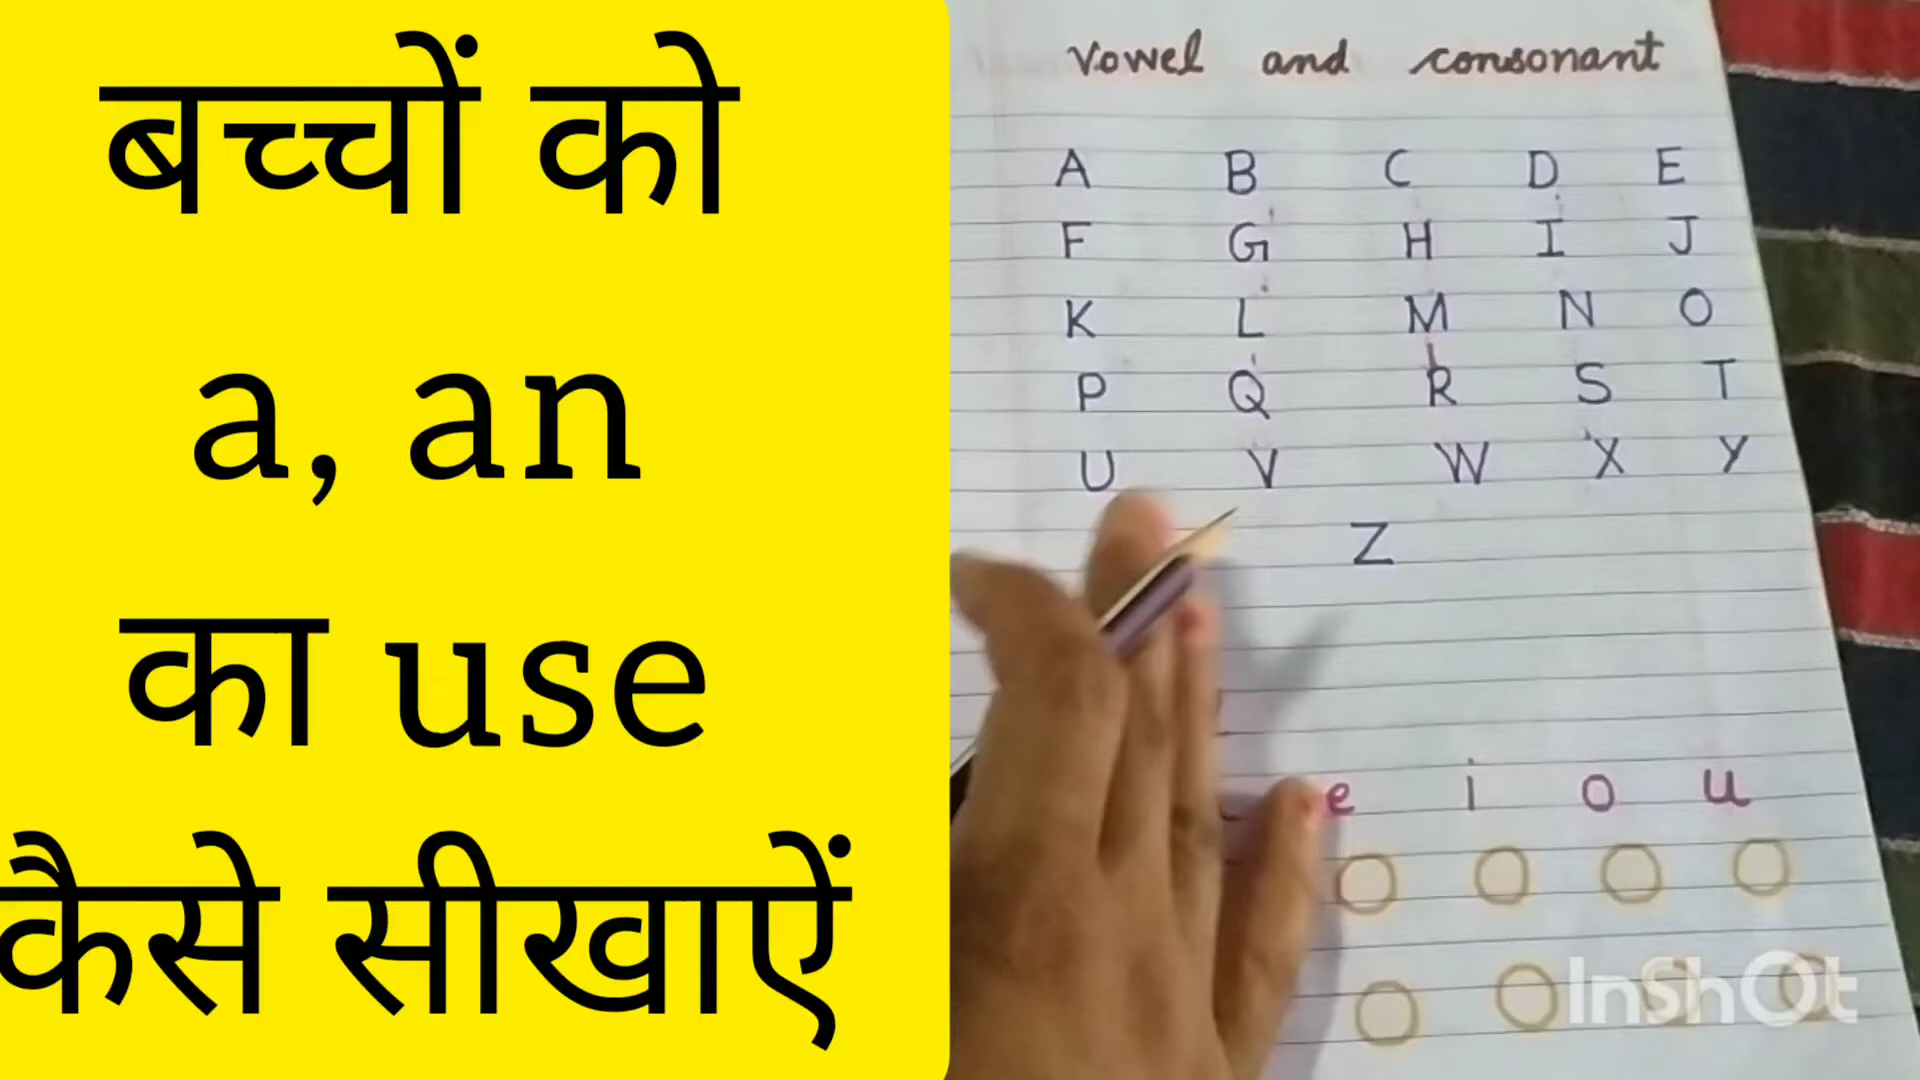 बच्चों को
a, an
का use
कैसे सीखाऐं
vowel and consonant
A B C D E
F G H I J
K L M N O
P Q R S T
U V W X Y
Z
e i o u
InShOt